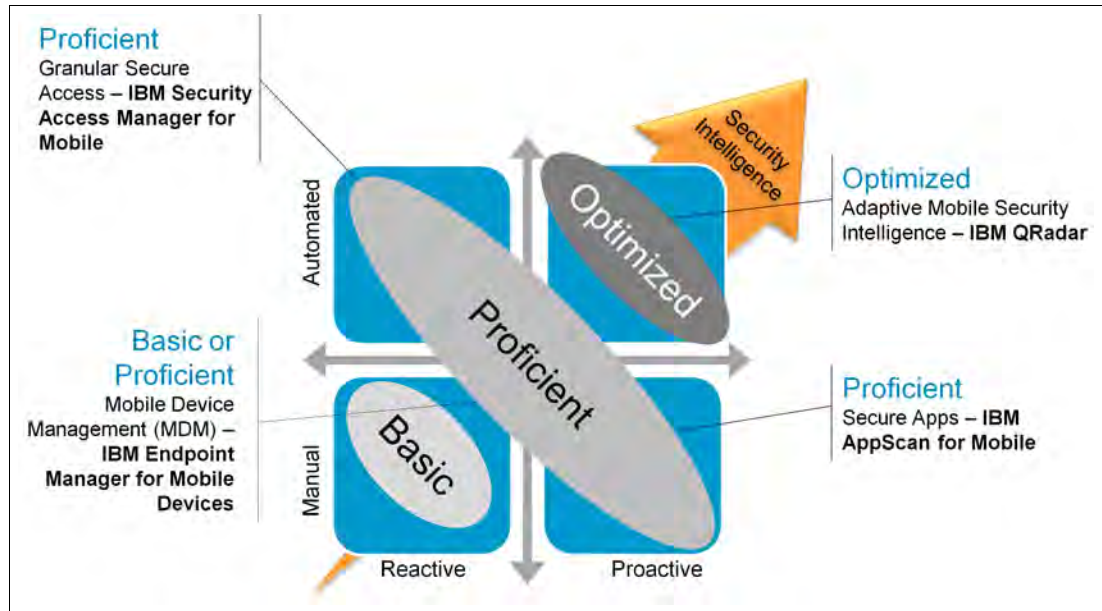 Proficient
Granular Secure
Access – IBM Security
Access Manager for
Mobile
Security
Intelligence
Optimized
Adaptive Mobile Security
Intelligence – IBM QRadar
Automated
Optimized
Proficient
Basic or
Proficient
Mobile Device
Management (MDM) –
IBM Endpoint
Manager for Mobile
Devices
Basic
Manual
Proficient
Secure Apps – IBM
AppScan for Mobile
Reactive
Proactive